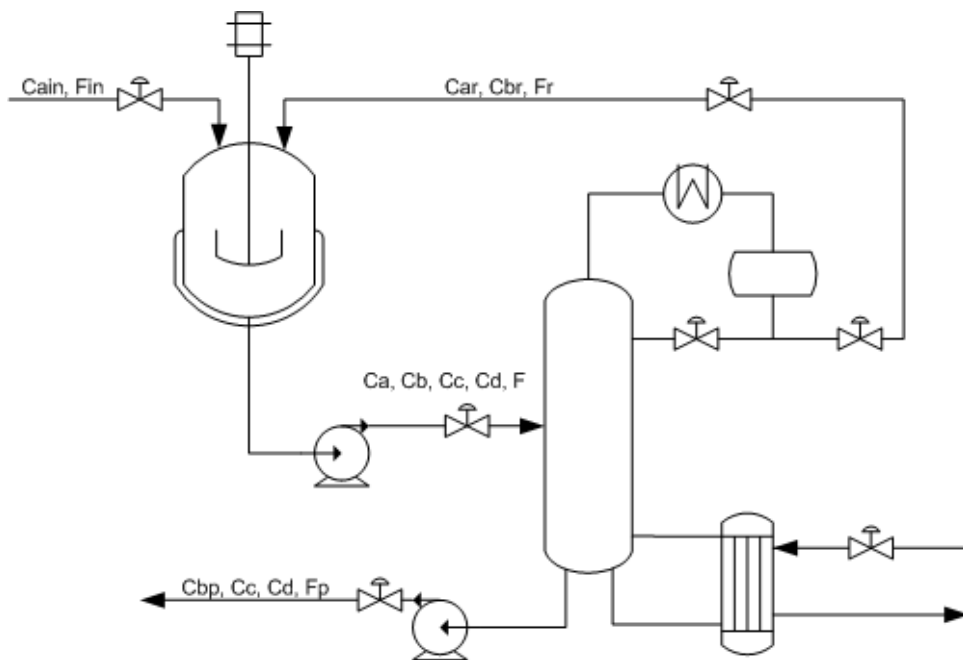 Cain, Fin
Car, Cbr, Fr
Ca, Cb, Cc, Cd, F
Cbp, Cc, Cd, Fp